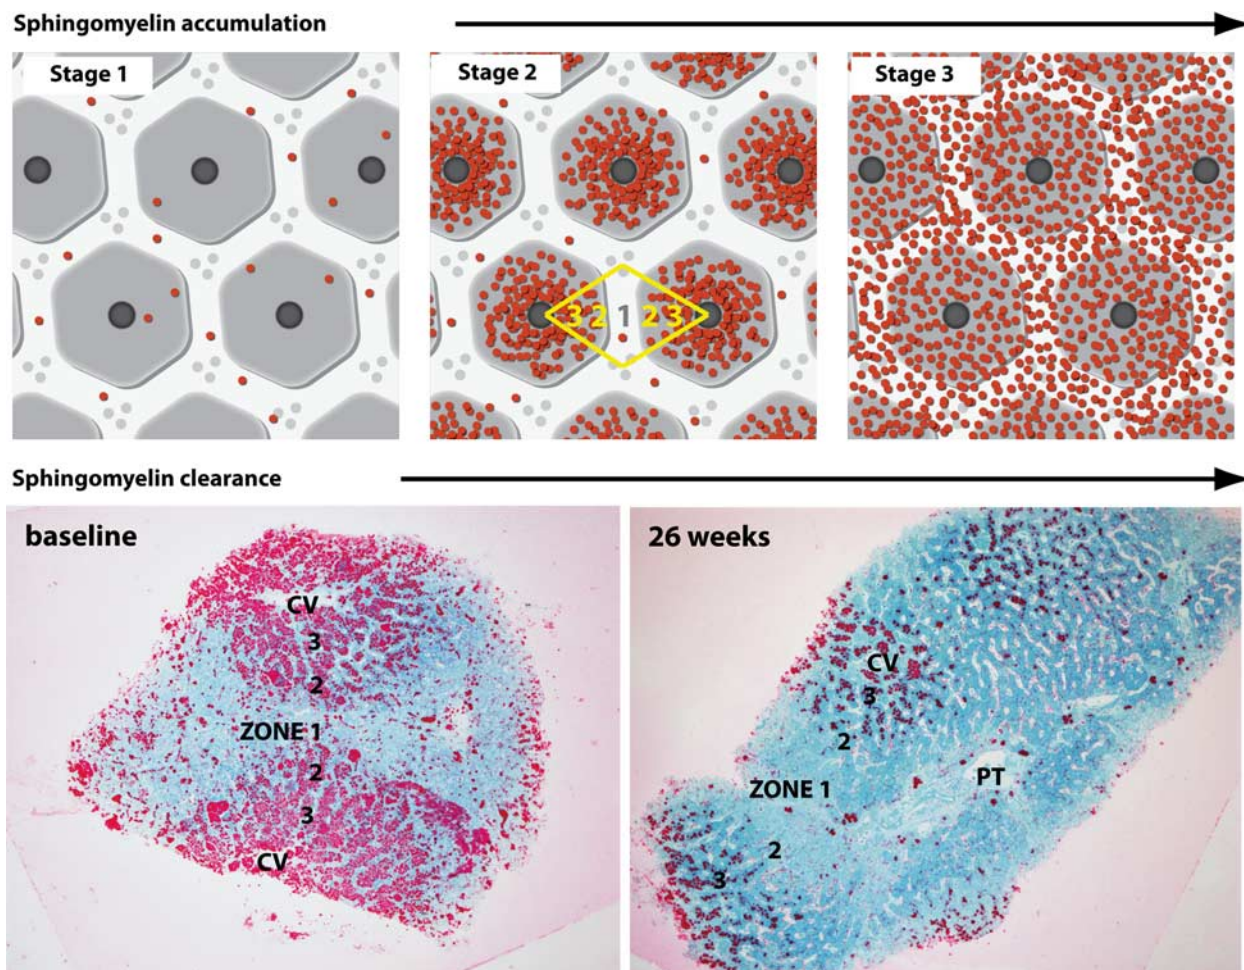 Sphingomyelin accumulation
Stage 1
Stage 2
Stage 3
3 2 1 2 3
Sphingomyelin clearance
baseline
26 weeks
CV
3
2
ZONE 1
2
3
CV
CV
3
2
ZONE 1
PT
2
3